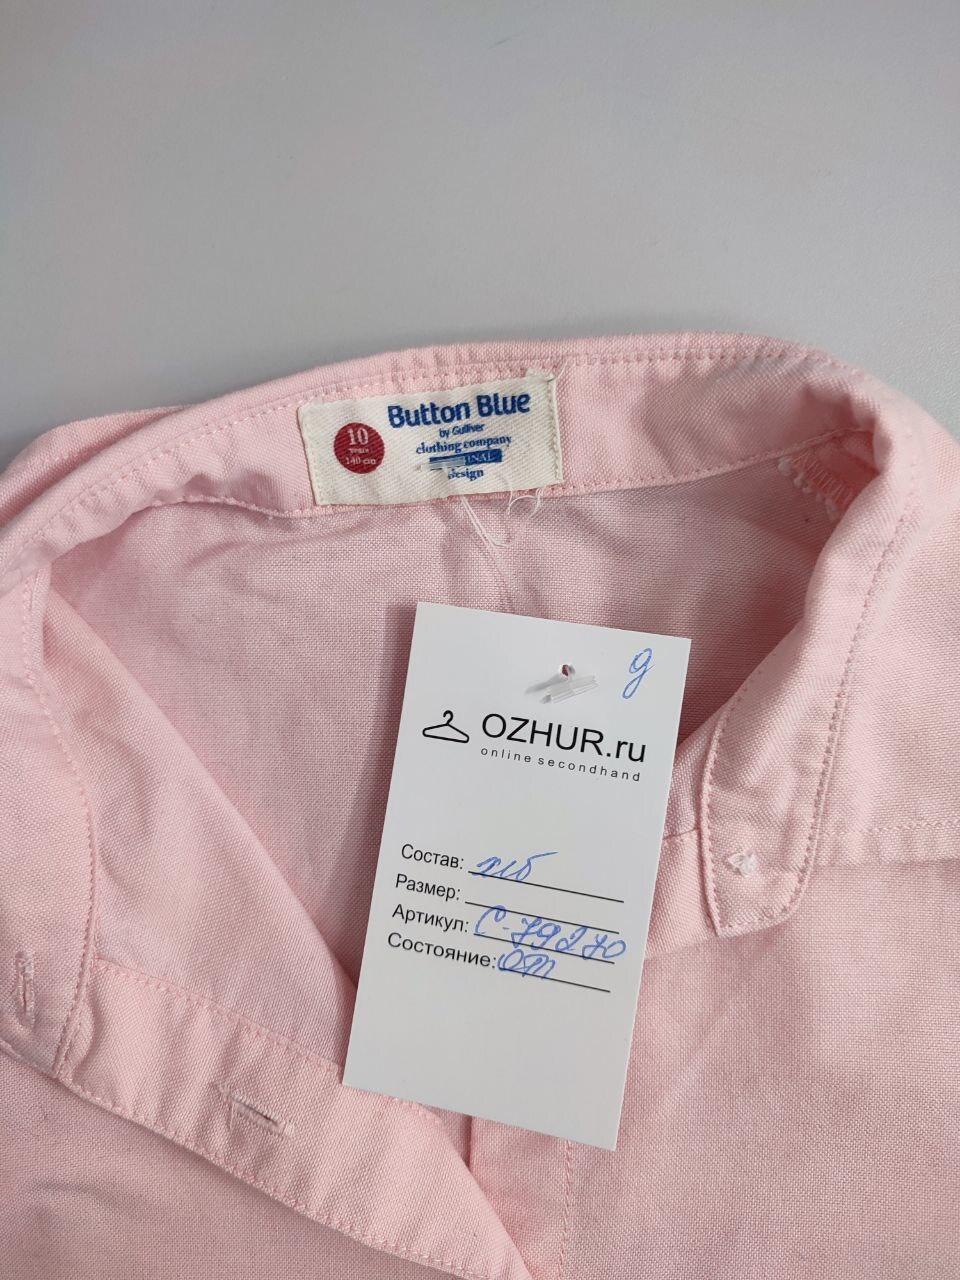 10
years
140 cm
Button Blue
by Gulliver
clothing company
design
g
OZHUR.ru
online secondhand
Состав: х/б
Размер:
Артикул: С-79270
Состояние: от